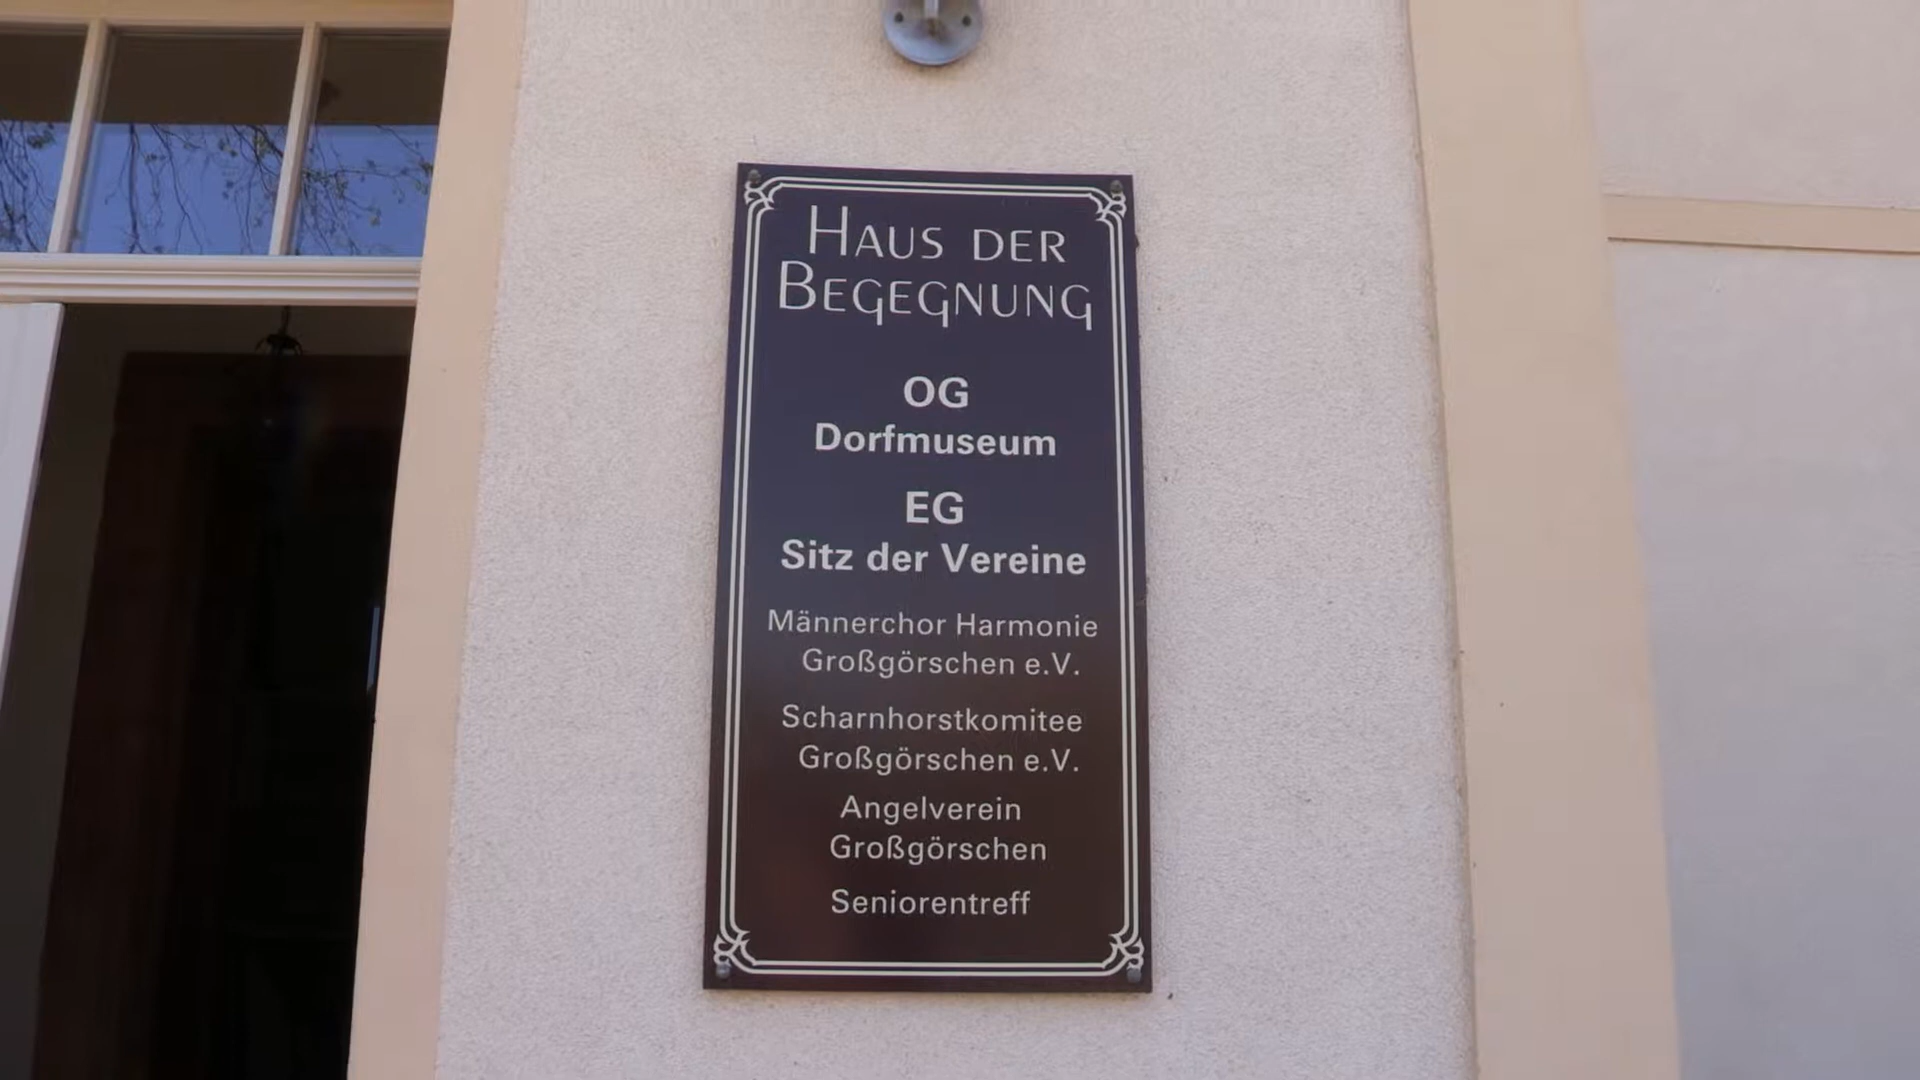 Haus der
Begegnung
OG
Dorfmuseum
EG
Sitz der Vereine
Männerchor Harmonie
Großgörschen e.V.
Scharnhorstkomitee
Großgörschen e.V.
Angelverein
Großgörschen
Seniorentreff